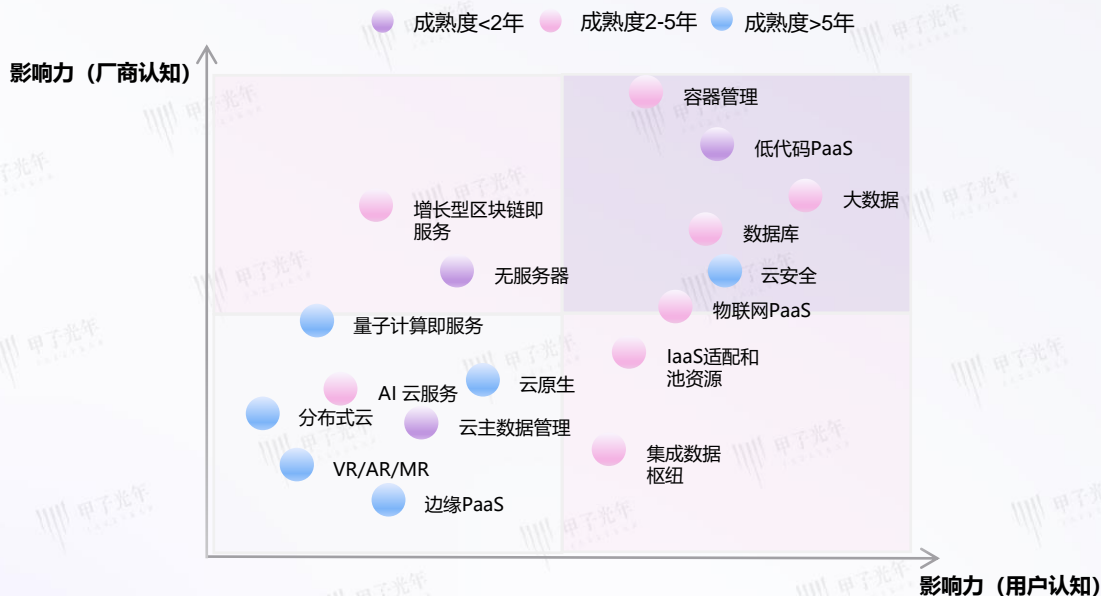 成熟度<2年
成熟度2-5年
成熟度>5年
影响力（厂商认知）
容器管理
低代码PaaS
大数据
增长型区块链即
服务
数据库
无服务器
云安全
物联网PaaS
量子计算即服务
IaaS适配和
池资源
云原生
AI 云服务
分布式云
云主数据管理
集成数据
枢纽
VR/AR/MR
边缘PaaS
影响力（用户认知）
甲子光年